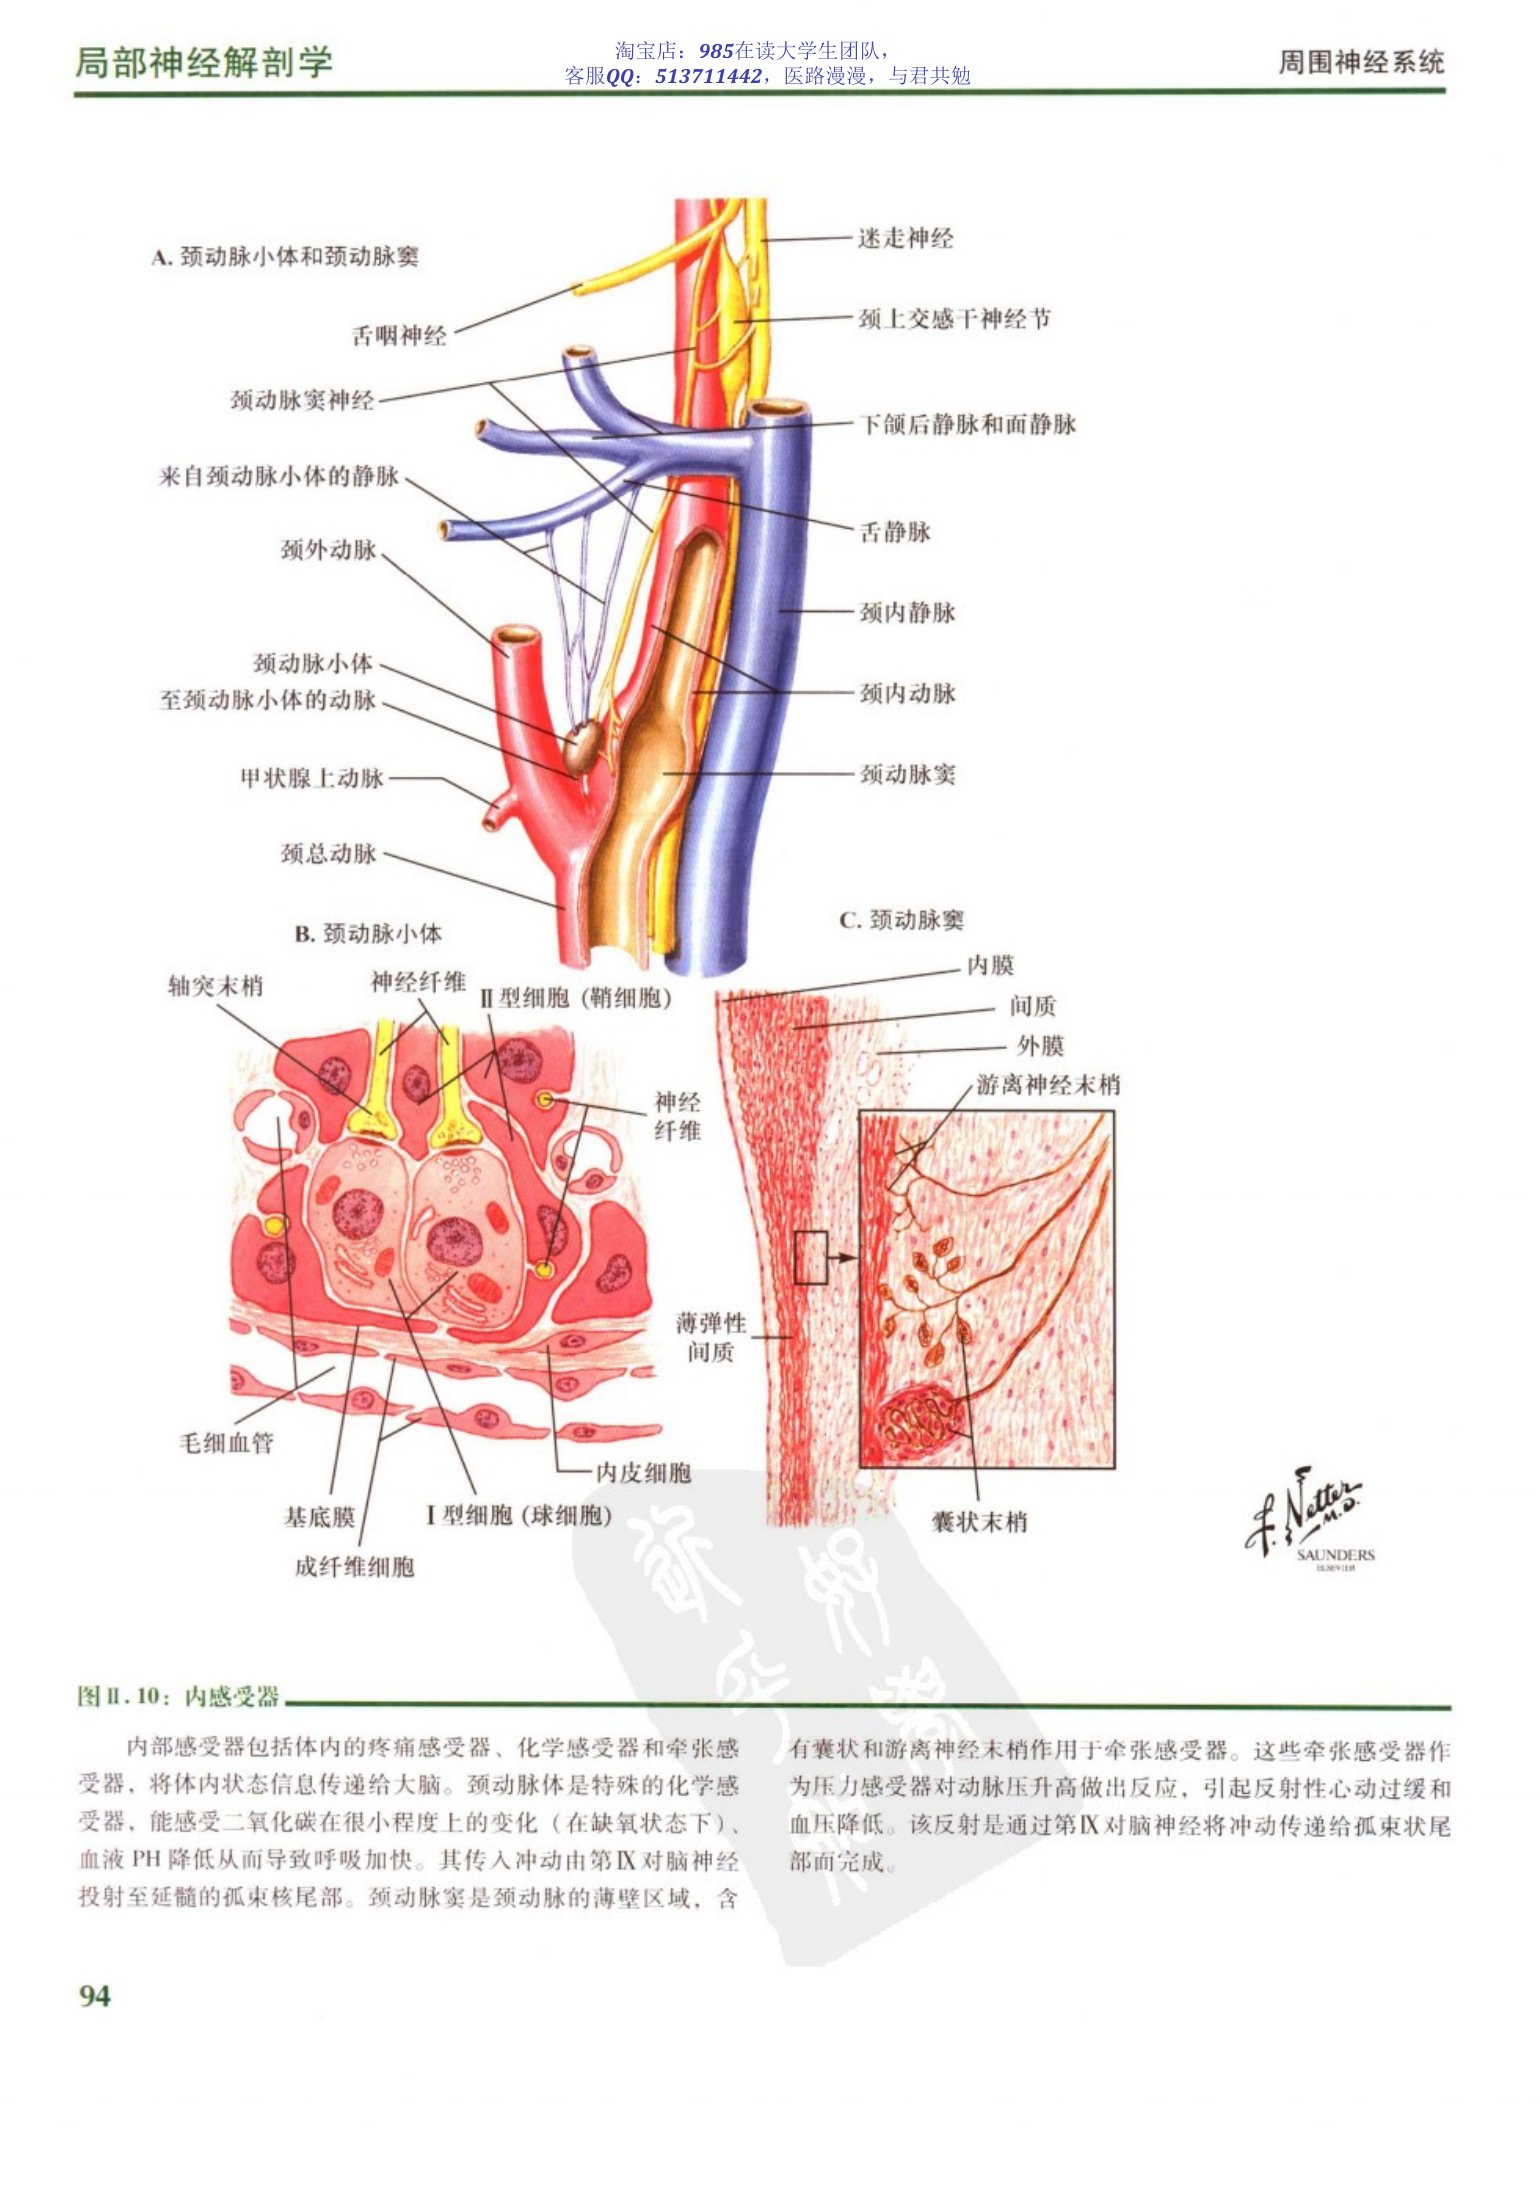 局部神经解剖学
淘宝店：985在读大学生团队，
客服QQ：513711442，医路漫漫，与君共勉
周围神经系统
A. 颈动脉小体和颈动脉窦
迷走神经
舌咽神经
颈上交感干神经节
颈动脉窦神经
下颌后静脉和面静脉
来自颈动脉小体的静脉
舌静脉
颈外动脉
颈内静脉
颈动脉小体
至颈动脉小体的动脉
颈内动脉
甲状腺上动脉
颈动脉窦
颈总动脉
B. 颈动脉小体
轴突末梢
神经纤维
Ⅱ型细胞（鞘细胞）
神经
纤维
毛细血管
基底膜
成纤维细胞
Ⅰ型细胞（球细胞）
内皮细胞
C. 颈动脉窦
内膜
间质
外膜
游离神经末梢
薄弹性
间质
囊状末梢
F. Netter
M.D.
SAUNDERS
ELSEVIER
图Ⅱ.10：内感受器
内部感受器包括体内的疼痛感受器、化学感受器和牵张感
受器，将体内状态信息传递给大脑。颈动脉体是特殊的化学感
受器，能感受二氧化碳在很小程度上的变化（在缺氧状态下）、
血液 PH 降低从而导致呼吸加快。其传入冲动由第Ⅸ对脑神经
投射至延髓的孤束核尾部。颈动脉窦是颈动脉的薄壁区域，含
有囊状和游离神经末梢作用于牵张感受器。这些牵张感受器作
为压力感受器对动脉压升高做出反应，引起反射性心动过缓和
血压降低。该反射是通过第Ⅸ对脑神经将冲动传递给孤束状尾
部而完成。
94